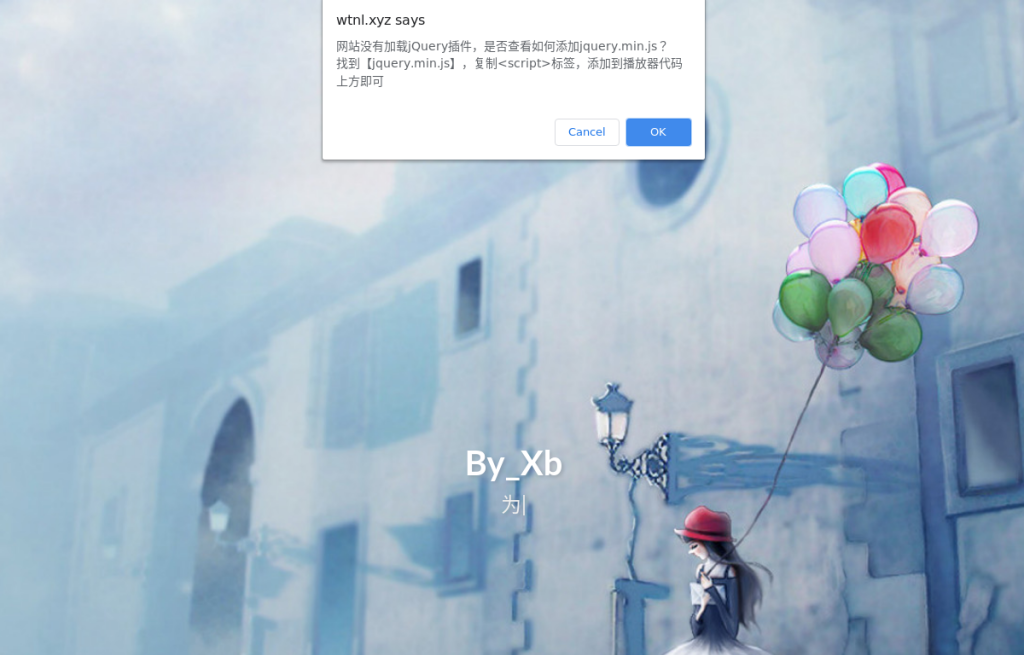 wtnl.xyz says
网站没有加载jQuery插件，是否查看如何添加jquery.min.js？
找到【jquery.min.js】，复制<script>标签，添加到播放器代码
上方即可
Cancel
OK
By_Xb
为|